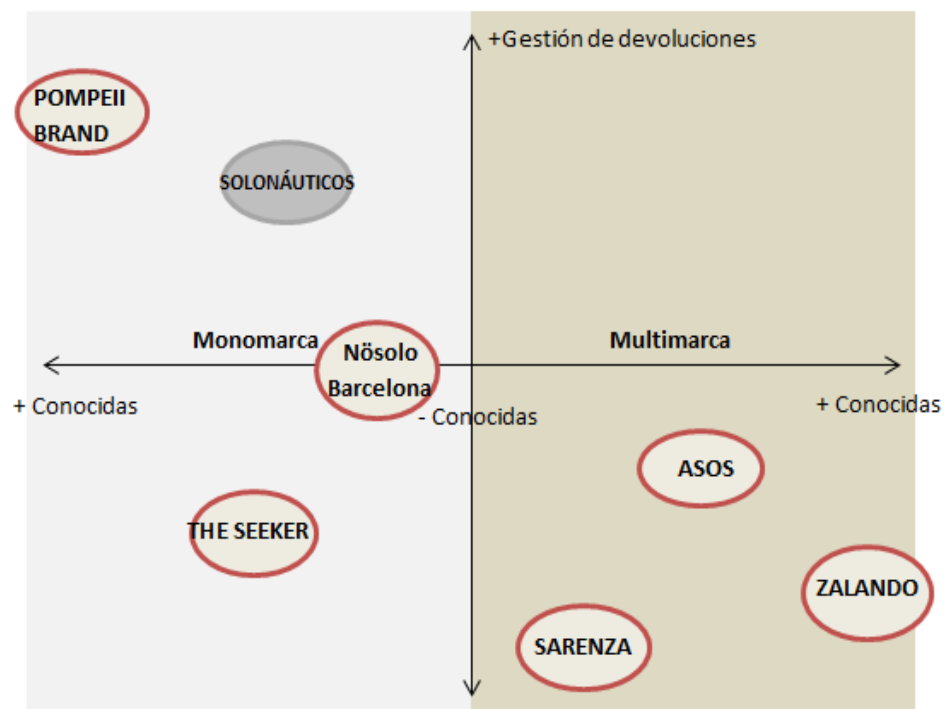 +Gestión de devoluciones
POMPEII
BRAND
SOLONÁUTICOS
Monomarca
Multimarca
Nösolo
Barcelona
+ Conocidas
- Conocidas
+ Conocidas
ASOS
THE SEEKER
ZALANDO
SARENZA